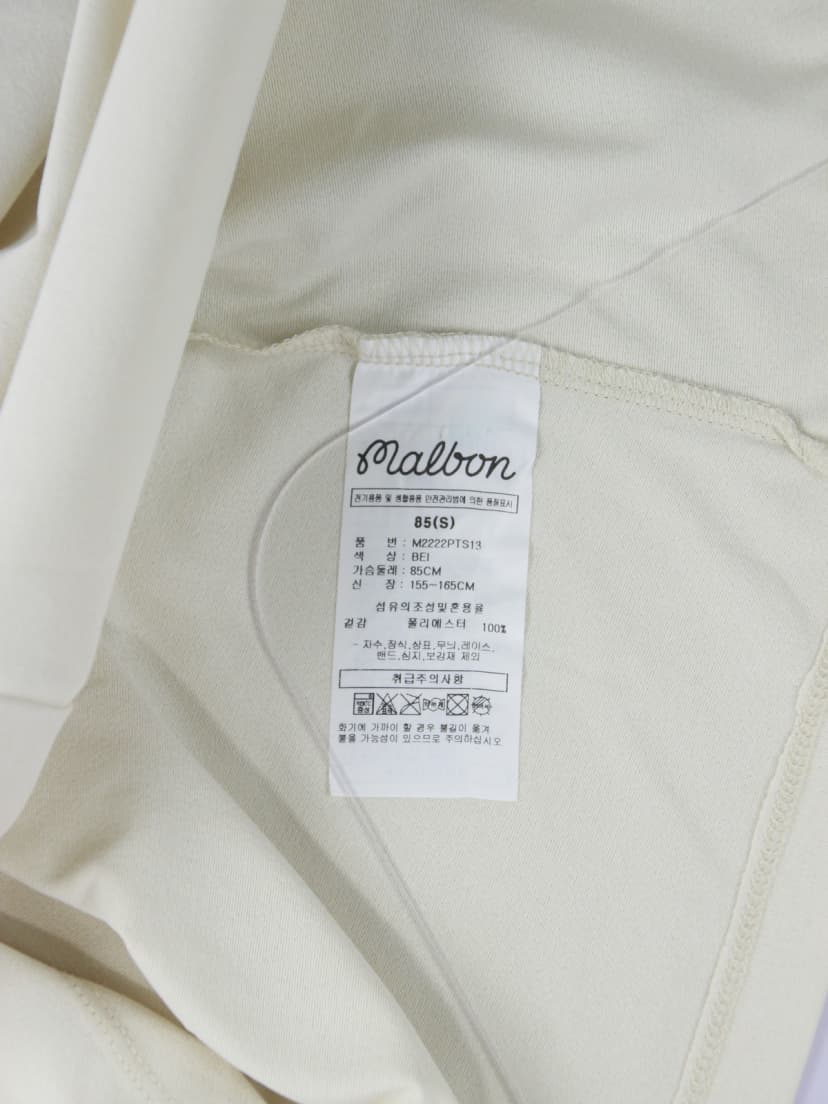 Malbon
전기용품 및 생활용품 안전관리법에 의한 품질표시
85(S)
품 번 : M2222PTS13
색 상 : BEI
가슴둘레 : 85CM
신 장 : 155~165CM
섬유의조성및혼용율
겉감 폴리에스터 100%
- 자수,장식,상표,무늬,레이스,
밴드,심지,보강재 제외
취급주의사항
화기에 가까이 할 경우 불길이 옮겨
붙을 가능성이 있으므로 주의하십시오